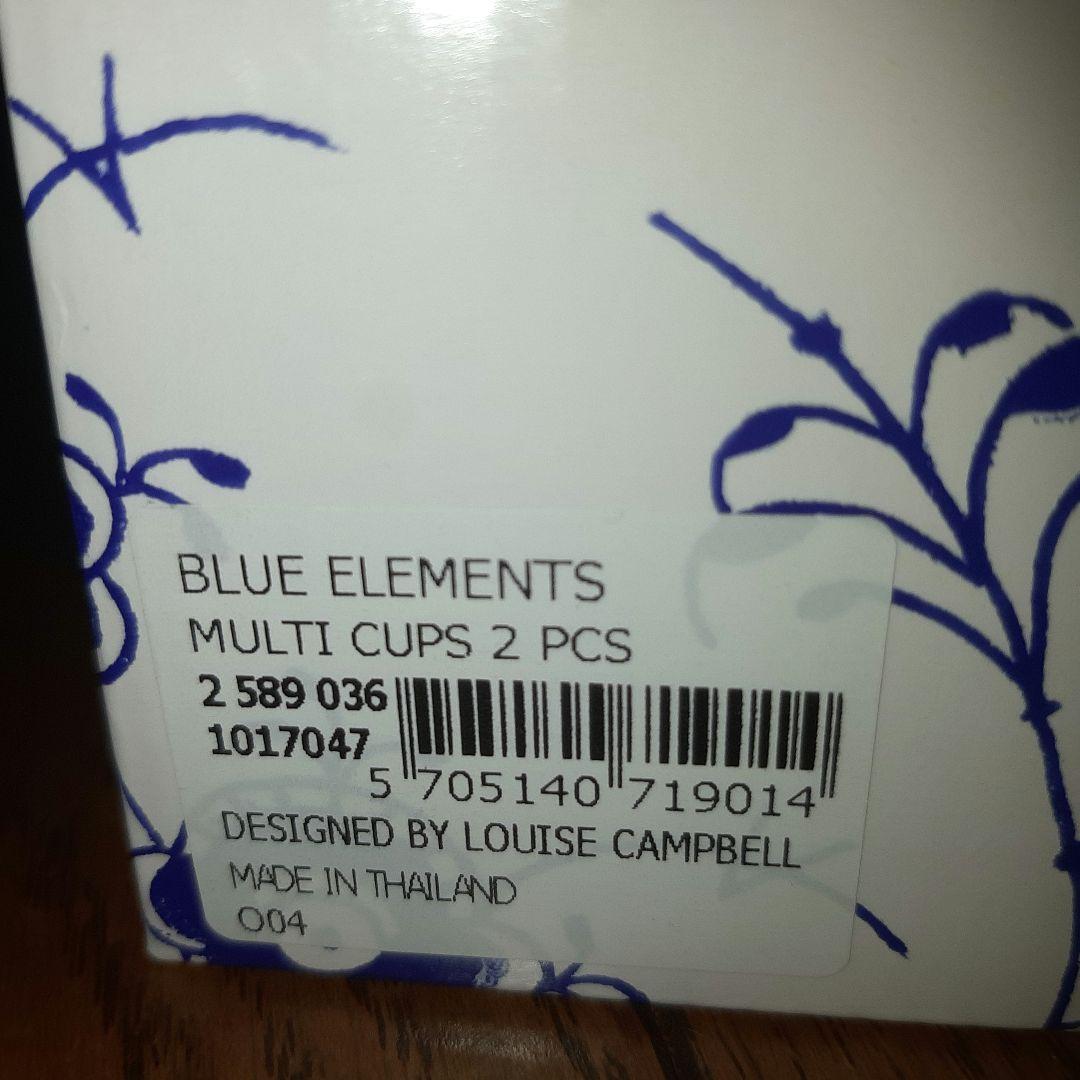 BLUE ELEMENTS
MULTI CUPS 2 PCS
2 589 036
1017047
5 705140 719014
DESIGNED BY LOUISE CAMPBELL
MADE IN THAILAND
O04